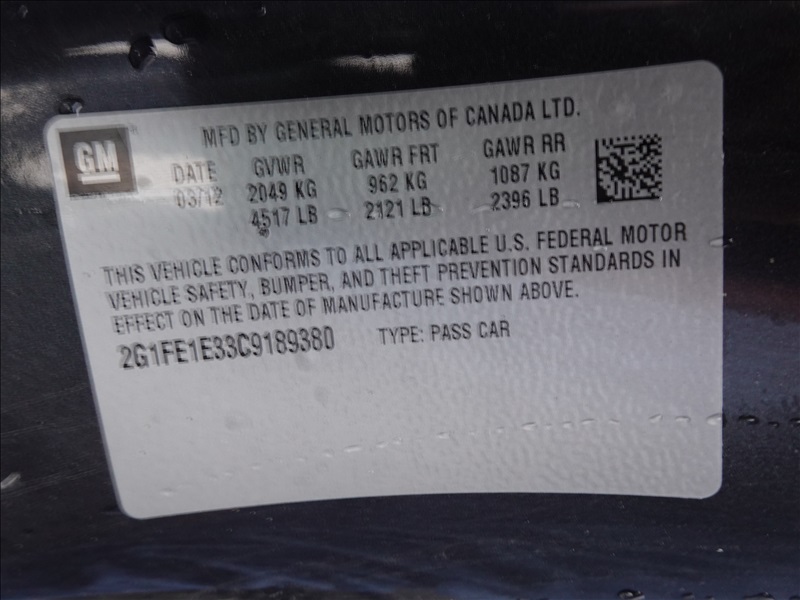 GM
MFD BY GENERAL MOTORS OF CANADA LTD.
DATE GVWR GAWR FRT GAWR RR
03/12 2049 KG 962 KG 1087 KG
4517 LB 2121 LB 2396 LB
THIS VEHICLE CONFORMS TO ALL APPLICABLE U.S. FEDERAL MOTOR
VEHICLE SAFETY, BUMPER, AND THEFT PREVENTION STANDARDS IN
EFFECT ON THE DATE OF MANUFACTURE SHOWN ABOVE.
2G1FE1E33C9189380 TYPE: PASS CAR